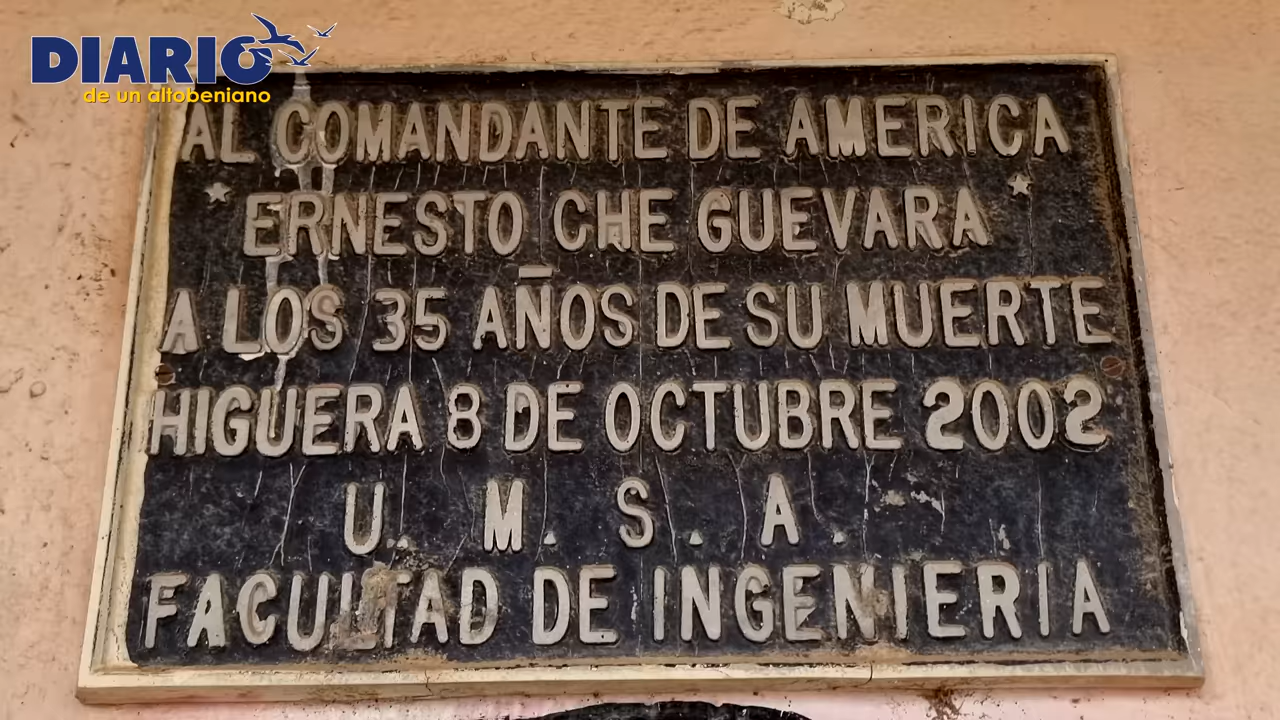 DIARIO
de un altobeniano
AL COMANDANTE DE AMERICA
ERNESTO CHE GUEVARA
A LOS 35 AÑOS DE SU MUERTE
HIGUERA 8 DE OCTUBRE 2002
U. M. S. A.
FACULTAD DE INGENIERIA